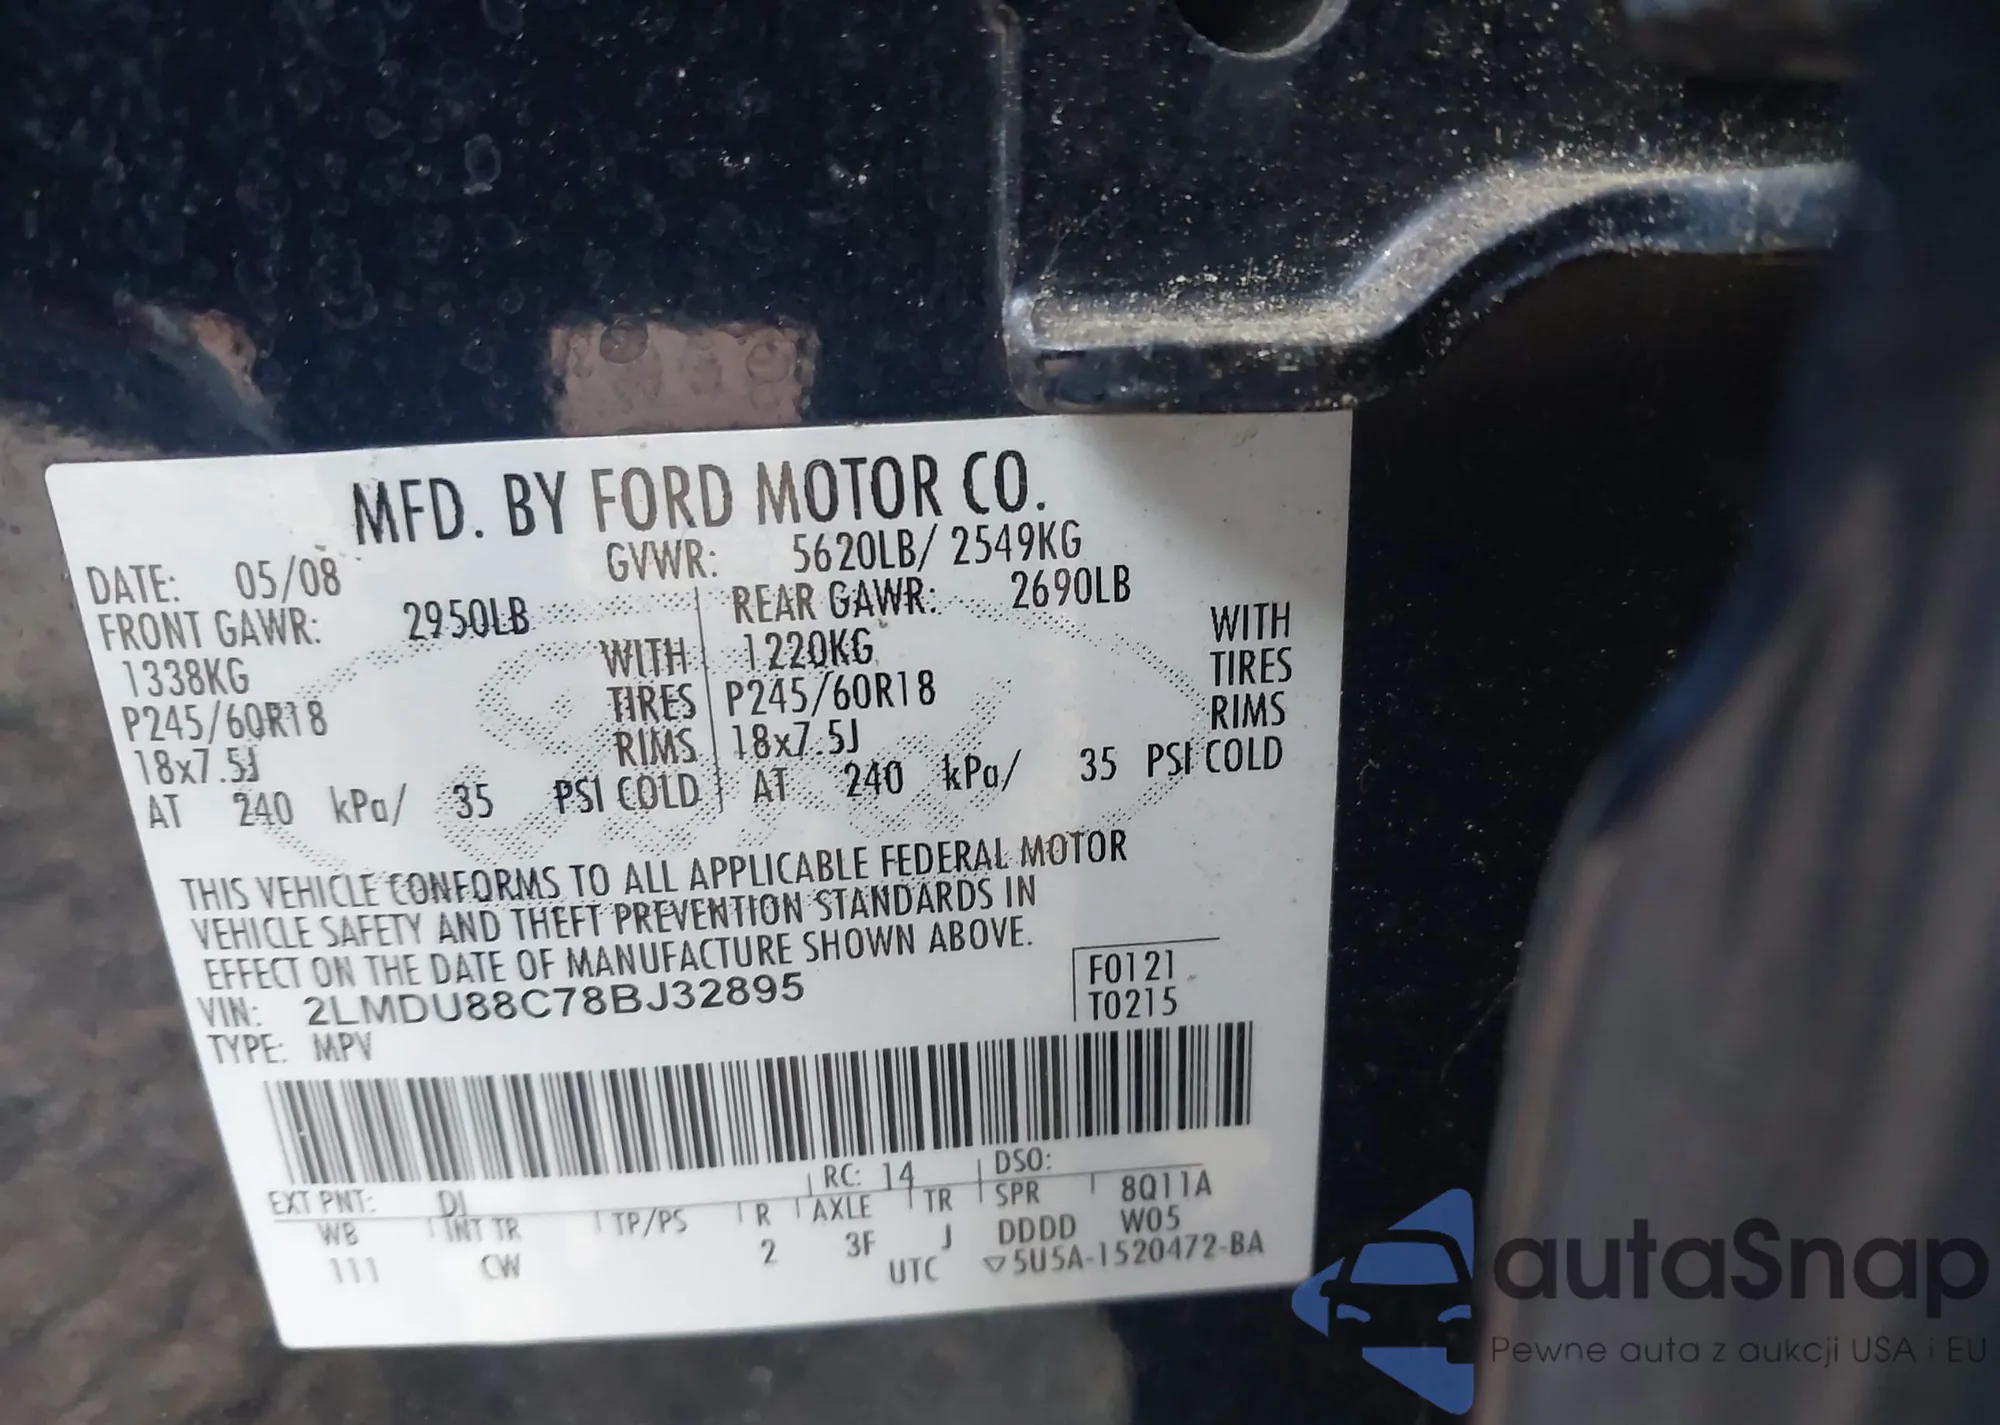 MFD. BY FORD MOTOR CO.
DATE: 05/08 GVWR: 5620LB/ 2549KG
FRONT GAWR: 2950LB REAR GAWR: 2690LB
1338KG WITH 1220KG WITH
P245/60R18 TIRES P245/60R18 TIRES
18x7.5J RIMS 18x7.5J RIMS
AT 240 kPa/ 35 PSI COLD AT 240 kPa/ 35 PSI COLD
THIS VEHICLE CONFORMS TO ALL APPLICABLE FEDERAL MOTOR
VEHICLE SAFETY AND THEFT PREVENTION STANDARDS IN
EFFECT ON THE DATE OF MANUFACTURE SHOWN ABOVE.
VIN: 2LMDU88C78BJ32895 F0121
TYPE: MPV T0215
EXT PNT: DI RC: 14 DSO:
WB INT TR TP/PS R AXLE TR SPR 8Q11A
111 CW 2 3F J DDDD W05
UTC ▽5U5A-1520472-BA
autaSnap
Pewne auta z aukcji USA i EU